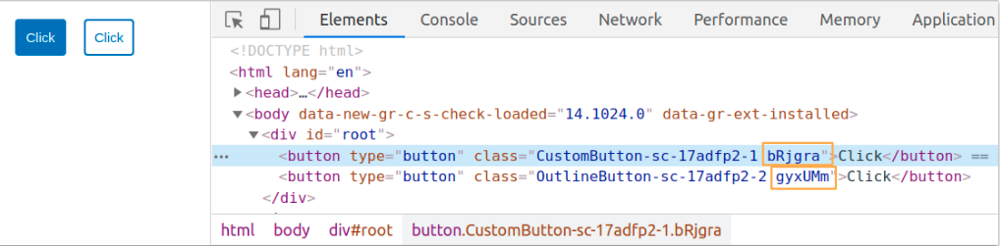 Click Click
Elements Console Sources Network Performance Memory Application
<!DOCTYPE html>
<html lang="en">
▶<head>…</head>
▼<body data-new-gr-c-s-check-loaded="14.1024.0" data-gr-ext-installed>
▼<div id="root">
…<button type="button" class="CustomButton-sc-17adfp2-1 bRjgra">Click</button> ==
<button type="button" class="OutlineButton-sc-17adfp2-2 gyxUMm">Click</button>
</div>
html body div#root button.CustomButton-sc-17adfp2-1.bRjgra